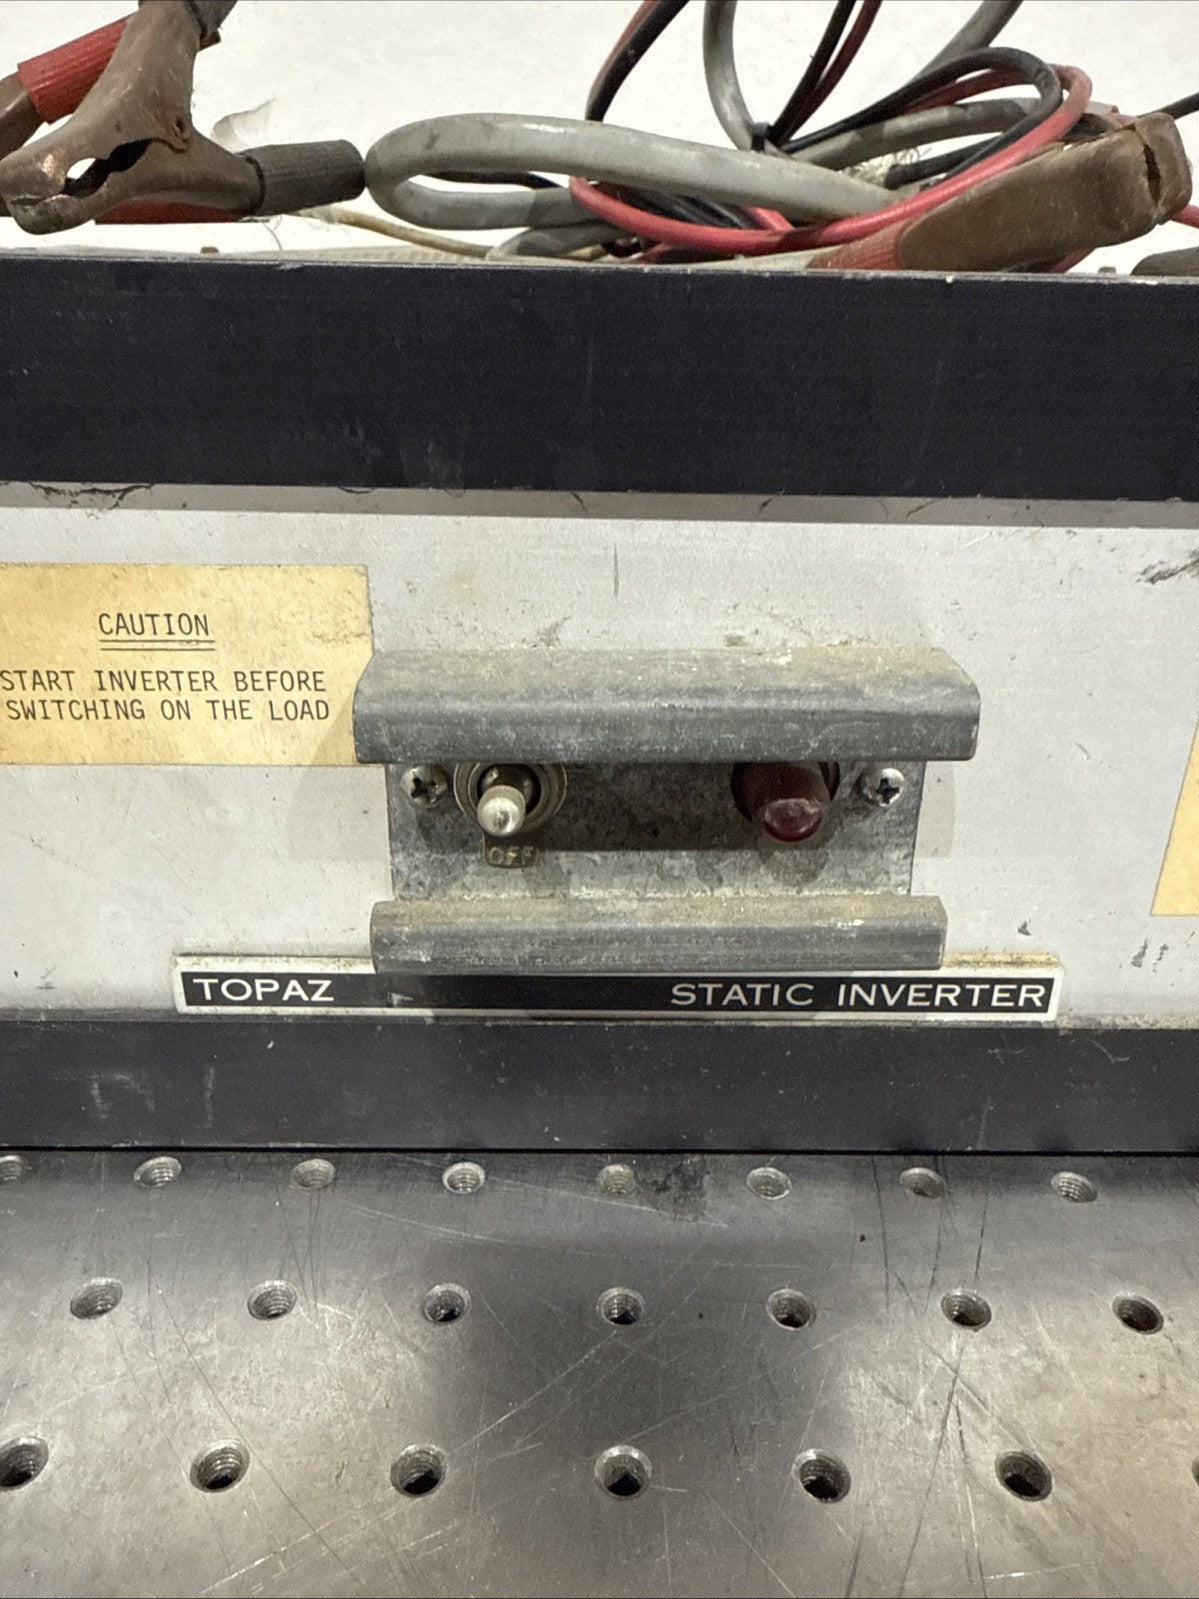 CAUTION
START INVERTER BEFORE
SWITCHING ON THE LOAD
OFF
TOPAZ STATIC INVERTER